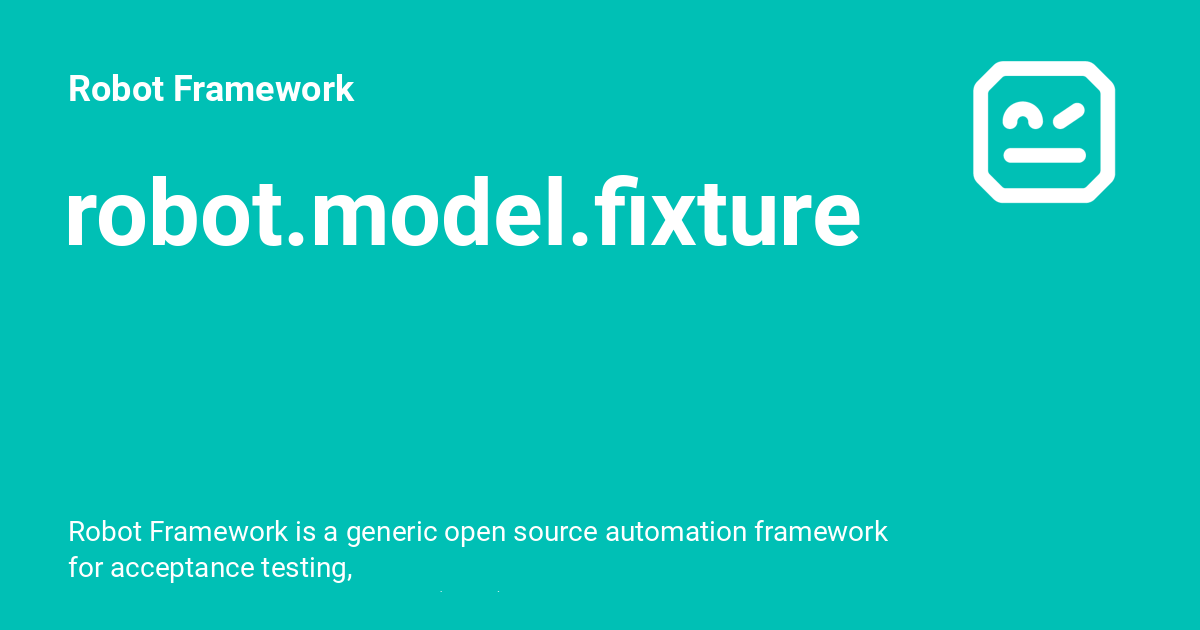 Robot Framework
robot.model.fixture
Robot Framework is a generic open source automation framework
for acceptance testing,